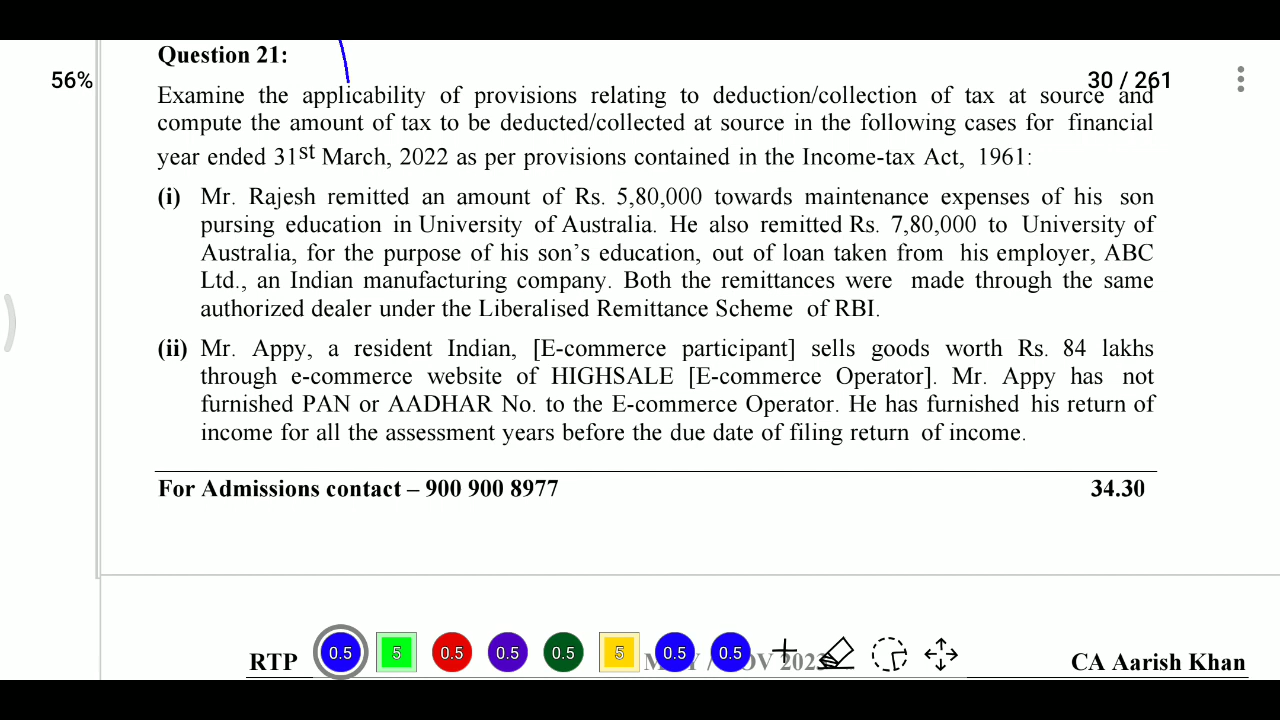 Question 21:
56%
30 / 261
Examine the applicability of provisions relating to deduction/collection of tax at source and
compute the amount of tax to be deducted/collected at source in the following cases for financial
year ended 31st March, 2022 as per provisions contained in the Income-tax Act, 1961:
(i) Mr. Rajesh remitted an amount of Rs. 5,80,000 towards maintenance expenses of his son
pursing education in University of Australia. He also remitted Rs. 7,80,000 to University of
Australia, for the purpose of his son's education, out of loan taken from his employer, ABC
Ltd., an Indian manufacturing company. Both the remittances were made through the same
authorized dealer under the Liberalised Remittance Scheme of RBI.
(ii) Mr. Appy, a resident Indian, [E-commerce participant] sells goods worth Rs. 84 lakhs
through e-commerce website of HIGHSALE [E-commerce Operator]. Mr. Appy has not
furnished PAN or AADHAR No. to the E-commerce Operator. He has furnished his return of
income for all the assessment years before the due date of filing return of income.
For Admissions contact – 900 900 8977 34.30
RTP 0.5 5 0.5 0.5 0.5 5 0.5 0.5 CA Aarish Khan